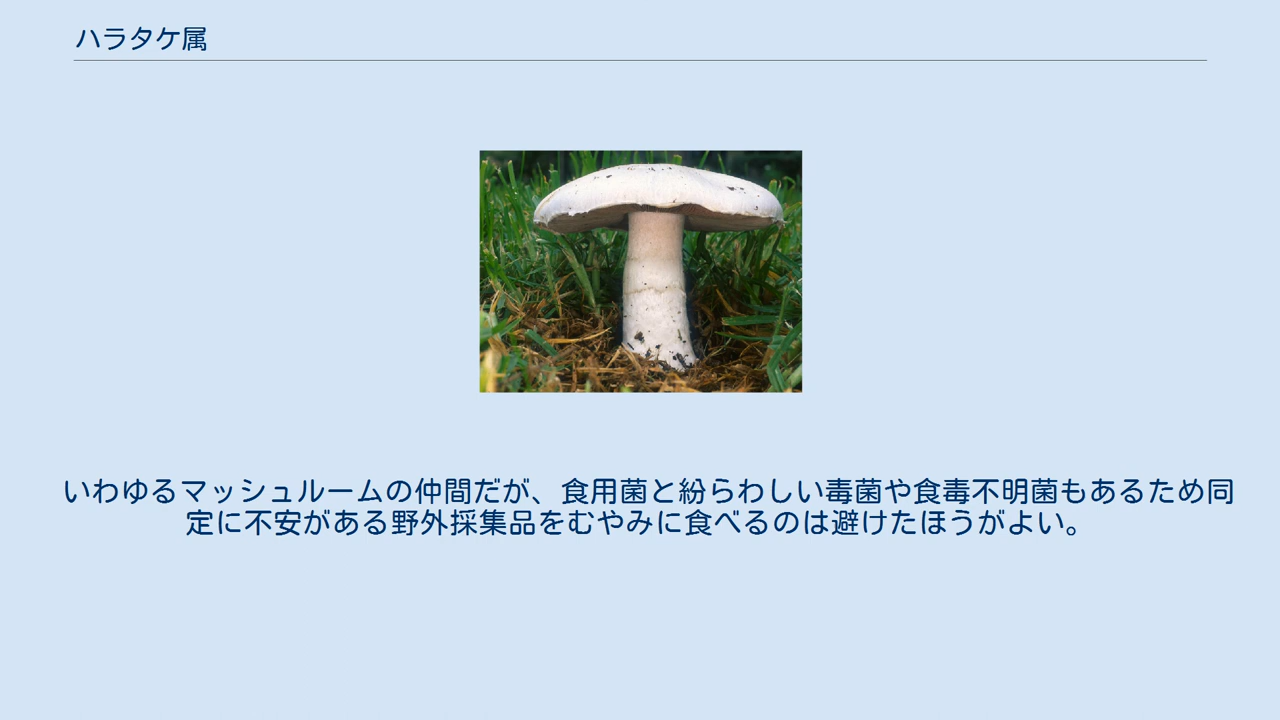 ハラタケ属
いわゆるマッシュルームの仲間だが、食用菌と紛らわしい毒菌や食毒不明菌もあるため同
定に不安がある野外採集品をむやみに食べるのは避けたほうがよい。